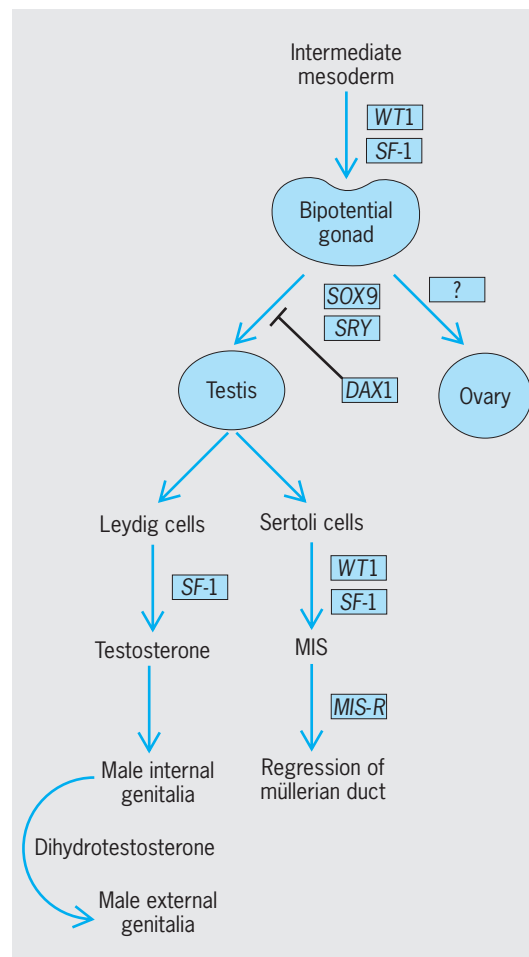 Intermediate
mesoderm
WT1
SF-1
Bipotential
gonad
SOX9
SRY
?
DAX1
Testis
Ovary
Leydig cells
Sertoli cells
SF-1
WT1
SF-1
Testosterone
MIS
MIS-R
Male internal
genitalia
Regression of
müllerian duct
Dihydrotestosterone
Male external
genitalia